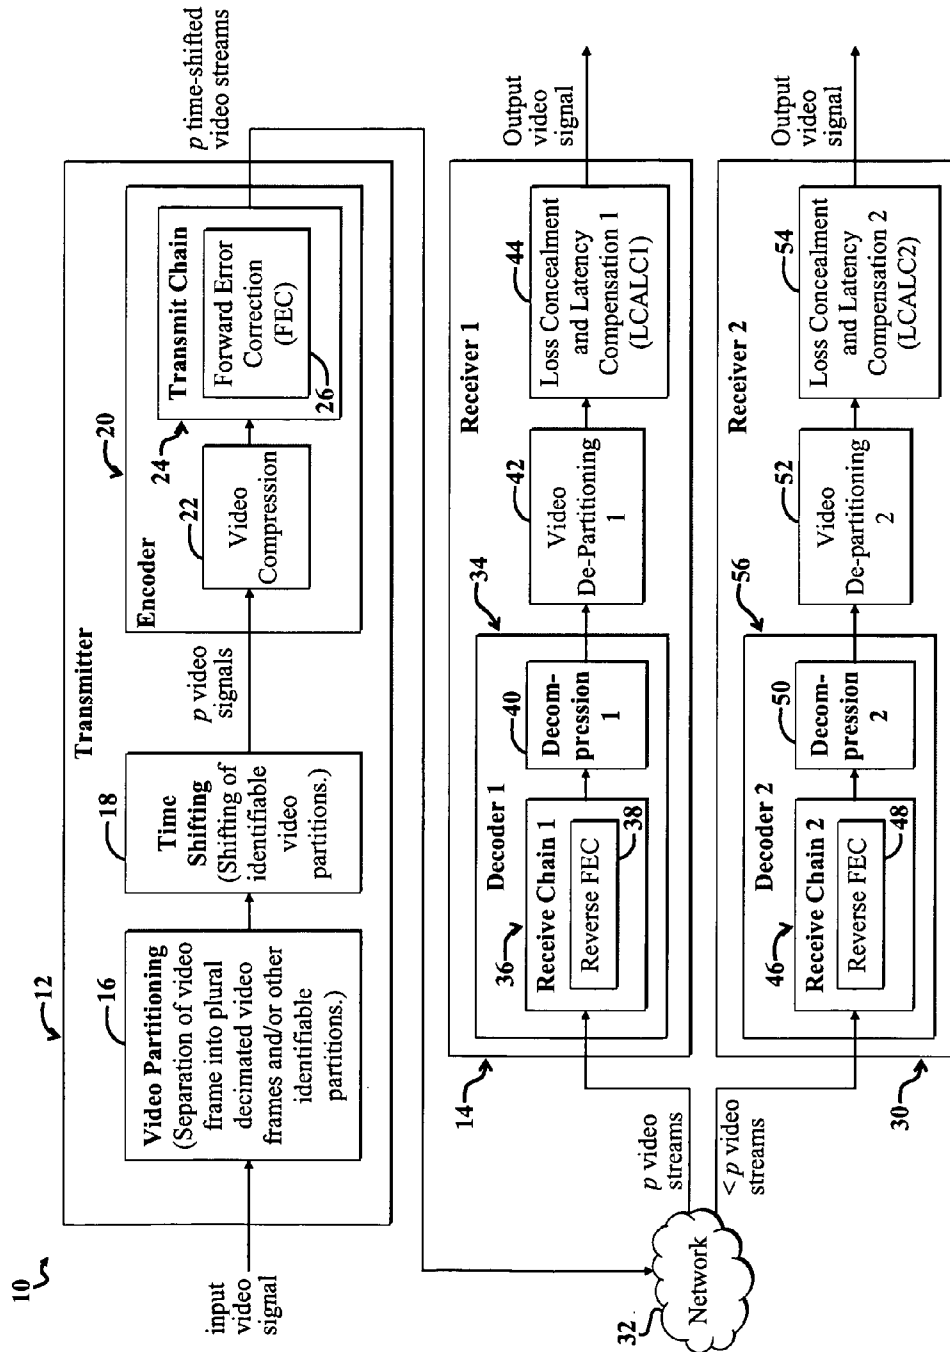 10
12
Transmitter
input
video
signal
16
Video Partitioning
(Separation of video
frame into plural
decimated video
frames and/or other
identifiable
partitions.)
18
Time
Shifting
(Shifting of
identifiable
video
partitions.)
p video
signals
20
Encoder
22
Video
Compression
24
Transmit Chain
Forward Error
Correction
(FEC)
26
p time-shifted
video streams
32
Network
p video
streams
< p video
streams
14
Receiver 1
34
Decoder 1
36
Receive Chain 1
Reverse FEC
38
40
Decom-
pression
1
42
Video
De-Partitioning
1
44
Loss Concealment
and Latency
Compensation 1
(LCALC1)
Output
video
signal
30
Receiver 2
56
Decoder 2
46
Receive Chain 2
Reverse FEC
48
50
Decom-
pression
2
52
Video
De-partitioning
2
54
Loss Concealment
and Latency
Compensation 2
(LCALC2)
Output
video
signal